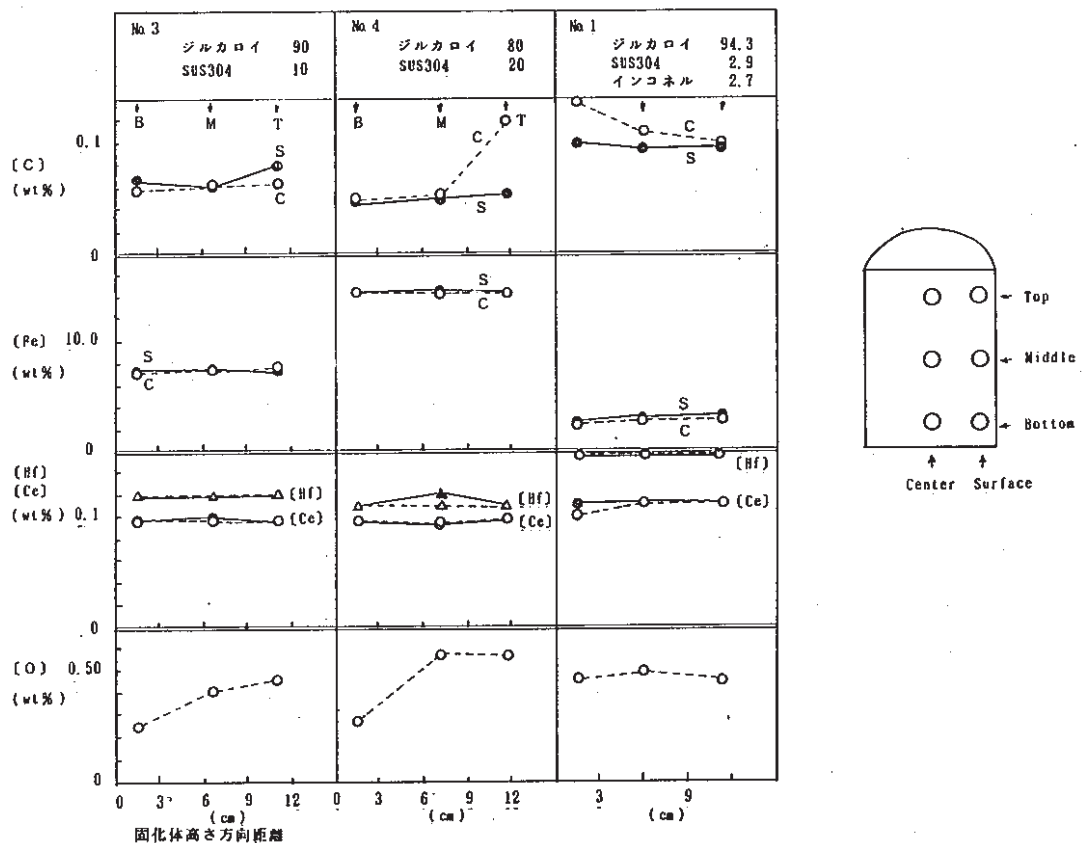 No. 3
ジルカロイ 90
SUS304 10
No. 4
ジルカロイ 80
SUS304 20
No. 1
ジルカロイ 94.3
SUS304 2.9
インコネル 2.7
B M T
B M T
0.1
[C]
(wt%)
0
S
C
C
S
C
S
[Fe] 10.0
(wt%)
0
S
C
S
C
S
C
[Hf]
[Ce]
(wt%) 0.1
0
[Hf]
[Ce]
[Hf]
[Ce]
[Hf]
[Ce]
[O] 0.50
(wt%)
0
0 3 6 9 12
(cm)
0 3 6 9 12
(cm)
3 9
(cm)
固化体高さ方向距離
Top
Middle
Bottom
Center Surface